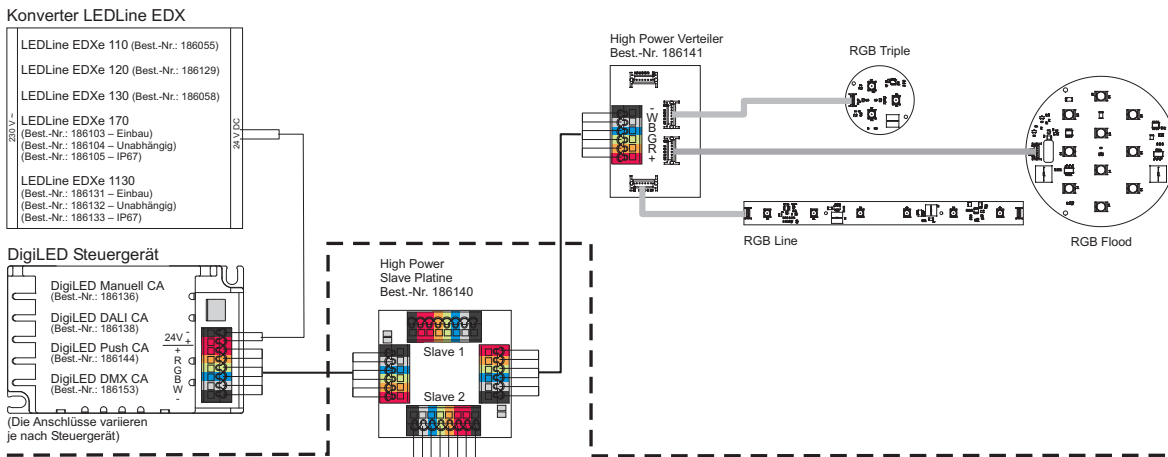 Konverter LEDLine EDX
230 V ~
LEDLine EDXe 110 (Best.-Nr.: 186055)
LEDLine EDXe 120 (Best.-Nr.: 186129)
LEDLine EDXe 130 (Best.-Nr.: 186058)
LEDLine EDXe 170
(Best.-Nr.: 186103 – Einbau)
(Best.-Nr.: 186104 – Unabhängig)
(Best.-Nr.: 186105 – IP67)
LEDLine EDXe 1130
(Best.-Nr.: 186131 – Einbau)
(Best.-Nr.: 186132 – Unabhängig)
(Best.-Nr.: 186133 – IP67)
24 V DC
DigiLED Steuergerät
DigiLED Manuell CA
(Best.-Nr.: 186136)
DigiLED DALI CA
(Best.-Nr.: 186138)
DigiLED Push CA
(Best.-Nr.: 186144)
DigiLED DMX CA
(Best.-Nr.: 186153)
24V
-
+
+
R
G
B
W
-
(Die Anschlüsse variieren
je nach Steuergerät)
High Power
Slave Platine
Best.-Nr. 186140
Slave 1
Slave 2
High Power Verteiler
Best.-Nr. 186141
-
W
B
G
R
+
RGB Triple
RGB Line
RGB Flood